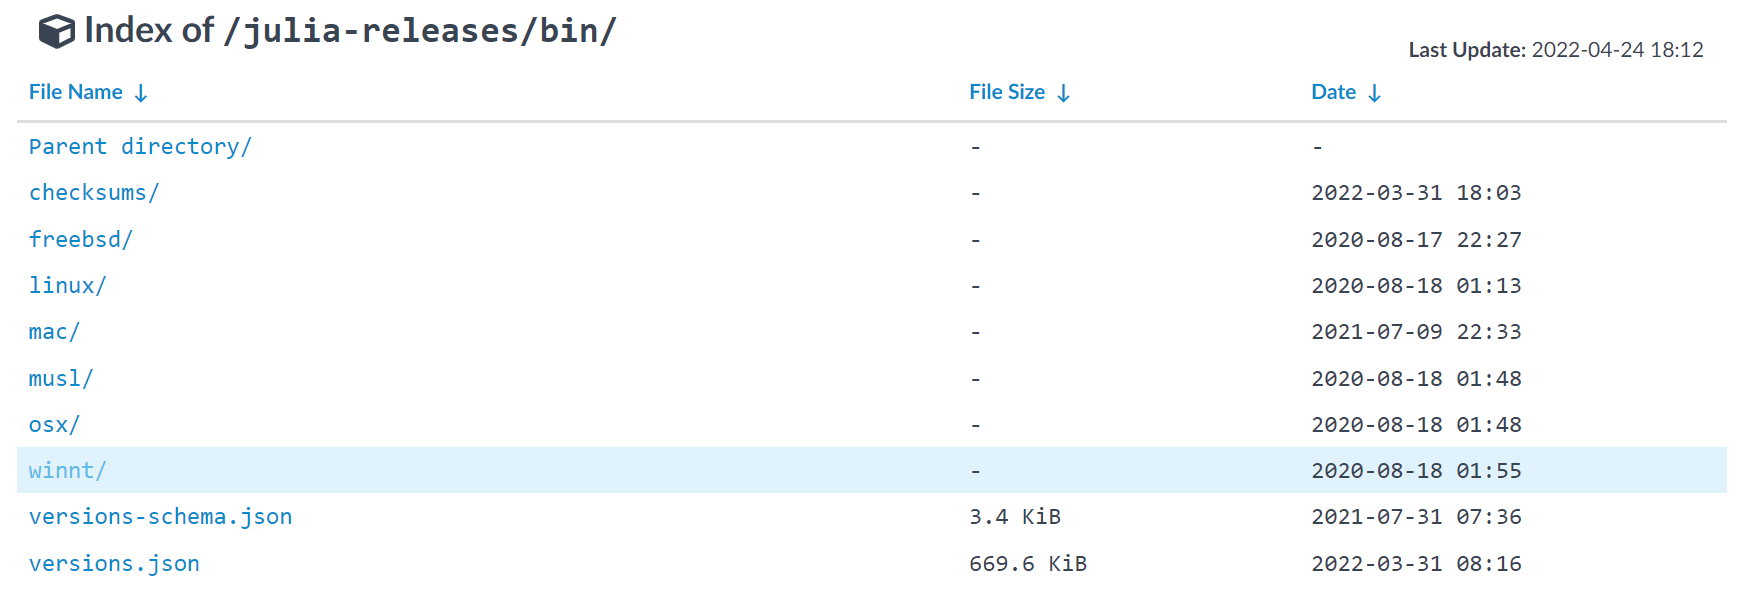 Index of /julia-releases/bin/
Last Update: 2022-04-24 18:12
File Name ↓ File Size ↓ Date ↓
Parent directory/ - -
checksums/ - 2022-03-31 18:03
freebsd/ - 2020-08-17 22:27
linux/ - 2020-08-18 01:13
mac/ - 2021-07-09 22:33
musl/ - 2020-08-18 01:48
osx/ - 2020-08-18 01:48
winnt/ - 2020-08-18 01:55
versions-schema.json 3.4 KiB 2021-07-31 07:36
versions.json 669.6 KiB 2022-03-31 08:16